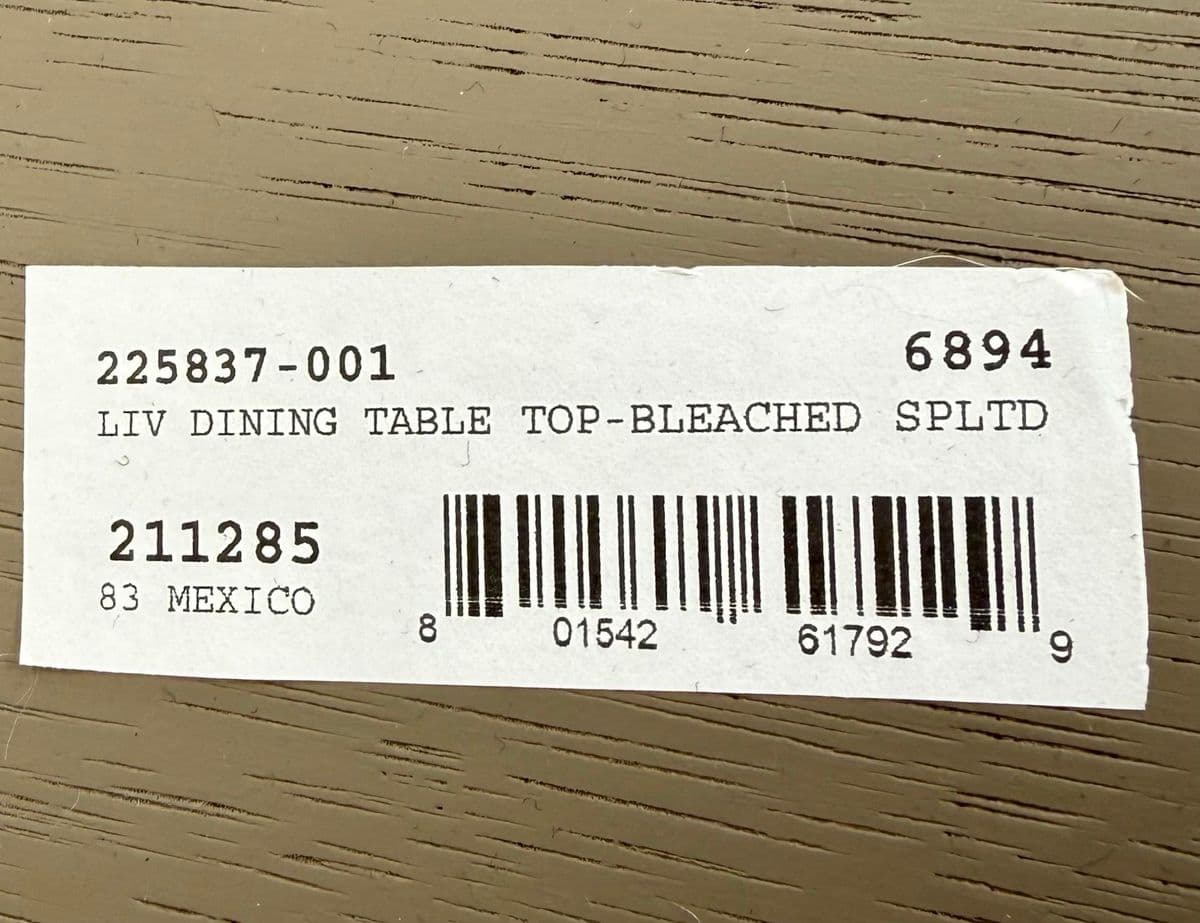 225837-001 6894
LIV DINING TABLE TOP-BLEACHED SPLTD
211285
83 MEXICO
8 01542 61792 9